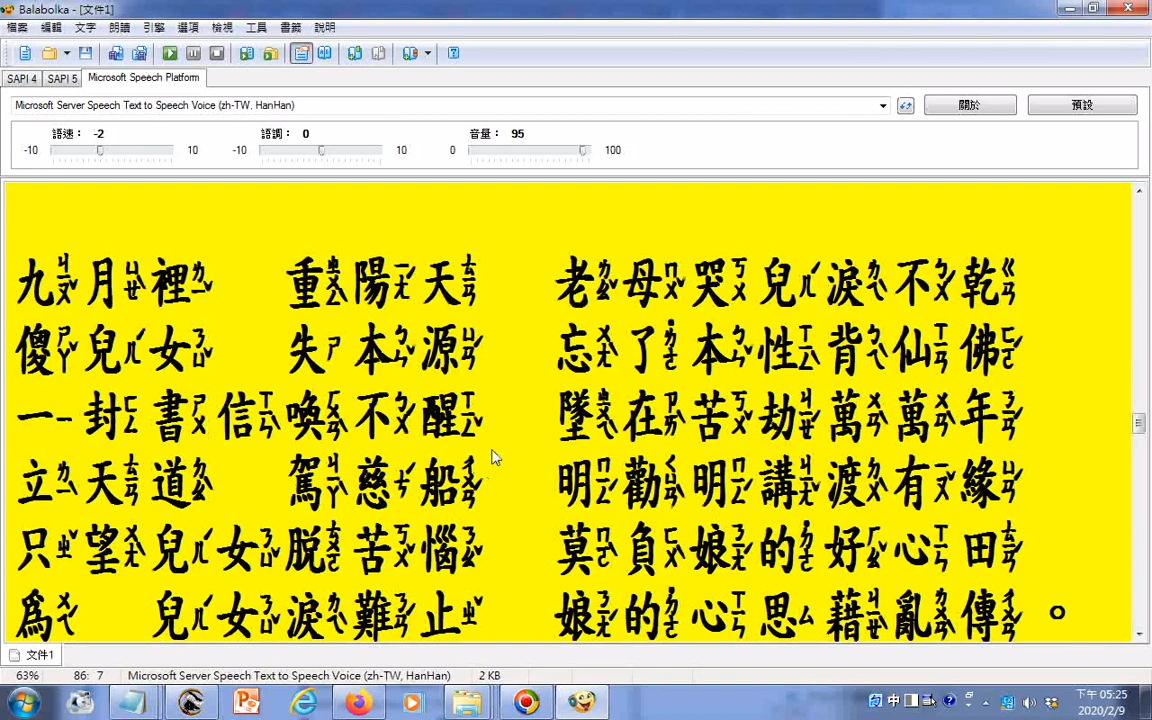 Balabolka - [文件1]
檔案 編輯 文字 朗讀 引擎 選項 檢視 工具 書籤 說明
SAPI 4 SAPI 5 Microsoft Speech Platform
Microsoft Server Speech Text to Speech Voice (zh-TW, HanHan) 關於 預設
語速: -2 語調: 0 音量: 95
-10 10 -10 10 0 100
九月裡 重陽天 老母哭兒淚不乾
傻兒女 失本源 忘了本性背仙佛
一封書信喚不醒 墜在苦劫萬萬年
立天道 駕慈船 明勸明講渡有緣
只望兒女脫苦惱 莫負娘的好心田
為 兒女淚難止 娘的心思藉亂傳。
文件1
63% 86: 7 Microsoft Server Speech Text to Speech Voice (zh-TW, HanHan) 2 KB
中 下午 05:25
2020/2/9